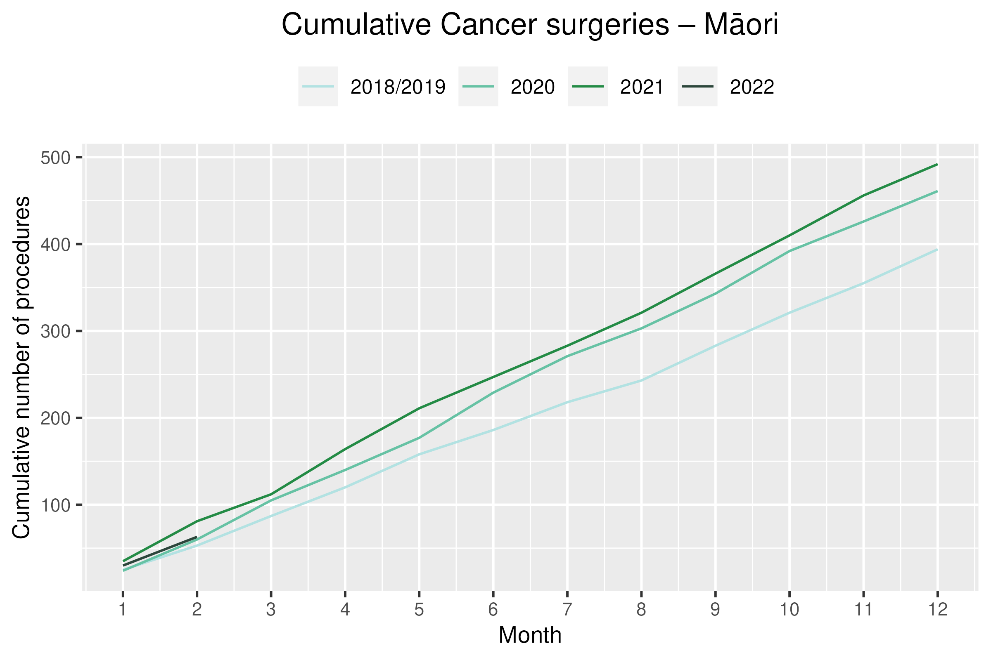 Cumulative Cancer surgeries – Māori
2018/2019 2020 2021 2022
Cumulative number of procedures
500
400
300
200
100
1 2 3 4 5 6 7 8 9 10 11 12
Month